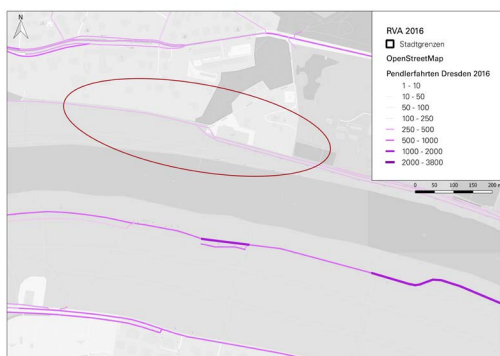 N
RVA 2016
Stadtgrenzen
OpenStreetMap
Pendlerfahrten Dresden 2016
1 - 10
10 - 50
50 - 100
100 - 250
250 - 500
500 - 1000
1000 - 2000
2000 - 3800
0 50 100 150 200 m